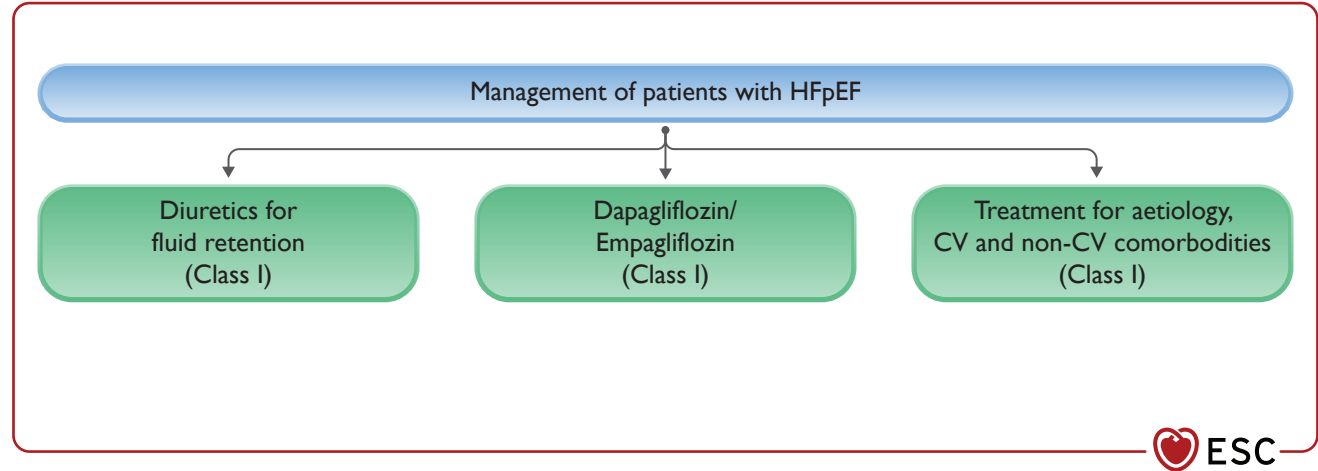 Management of patients with HFpEF
Diuretics for
fluid retention
(Class I)
Dapagliflozin/
Empagliflozin
(Class I)
Treatment for aetiology,
CV and non-CV comorbodities
(Class I)
ESC